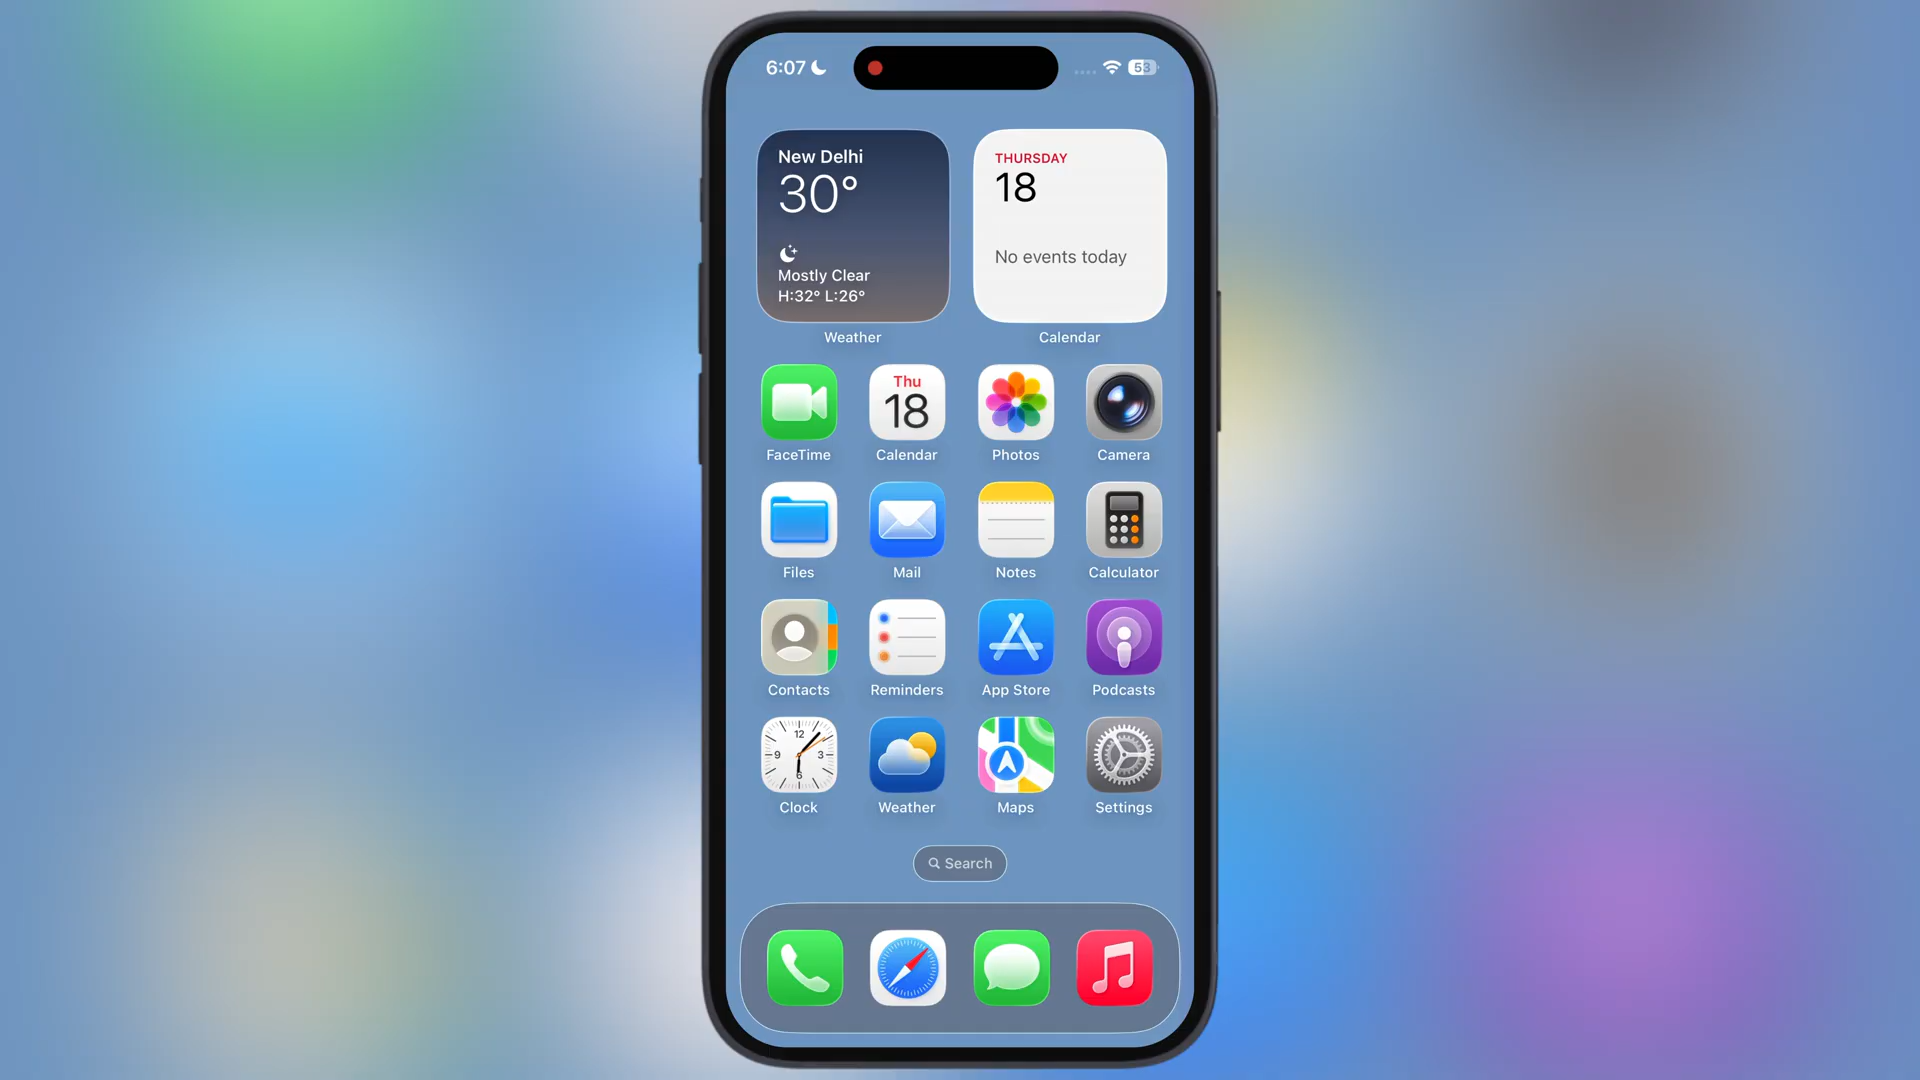 6:07
53
New Delhi
30°
Mostly Clear
H:32° L:26°
Weather
THURSDAY
18
No events today
Calendar
FaceTime
Thu
18
Calendar
Photos
Camera
Files
Mail
Notes
Calculator
Contacts
Reminders
App Store
Podcasts
12
9
3
6
Clock
Weather
Maps
Settings
Search